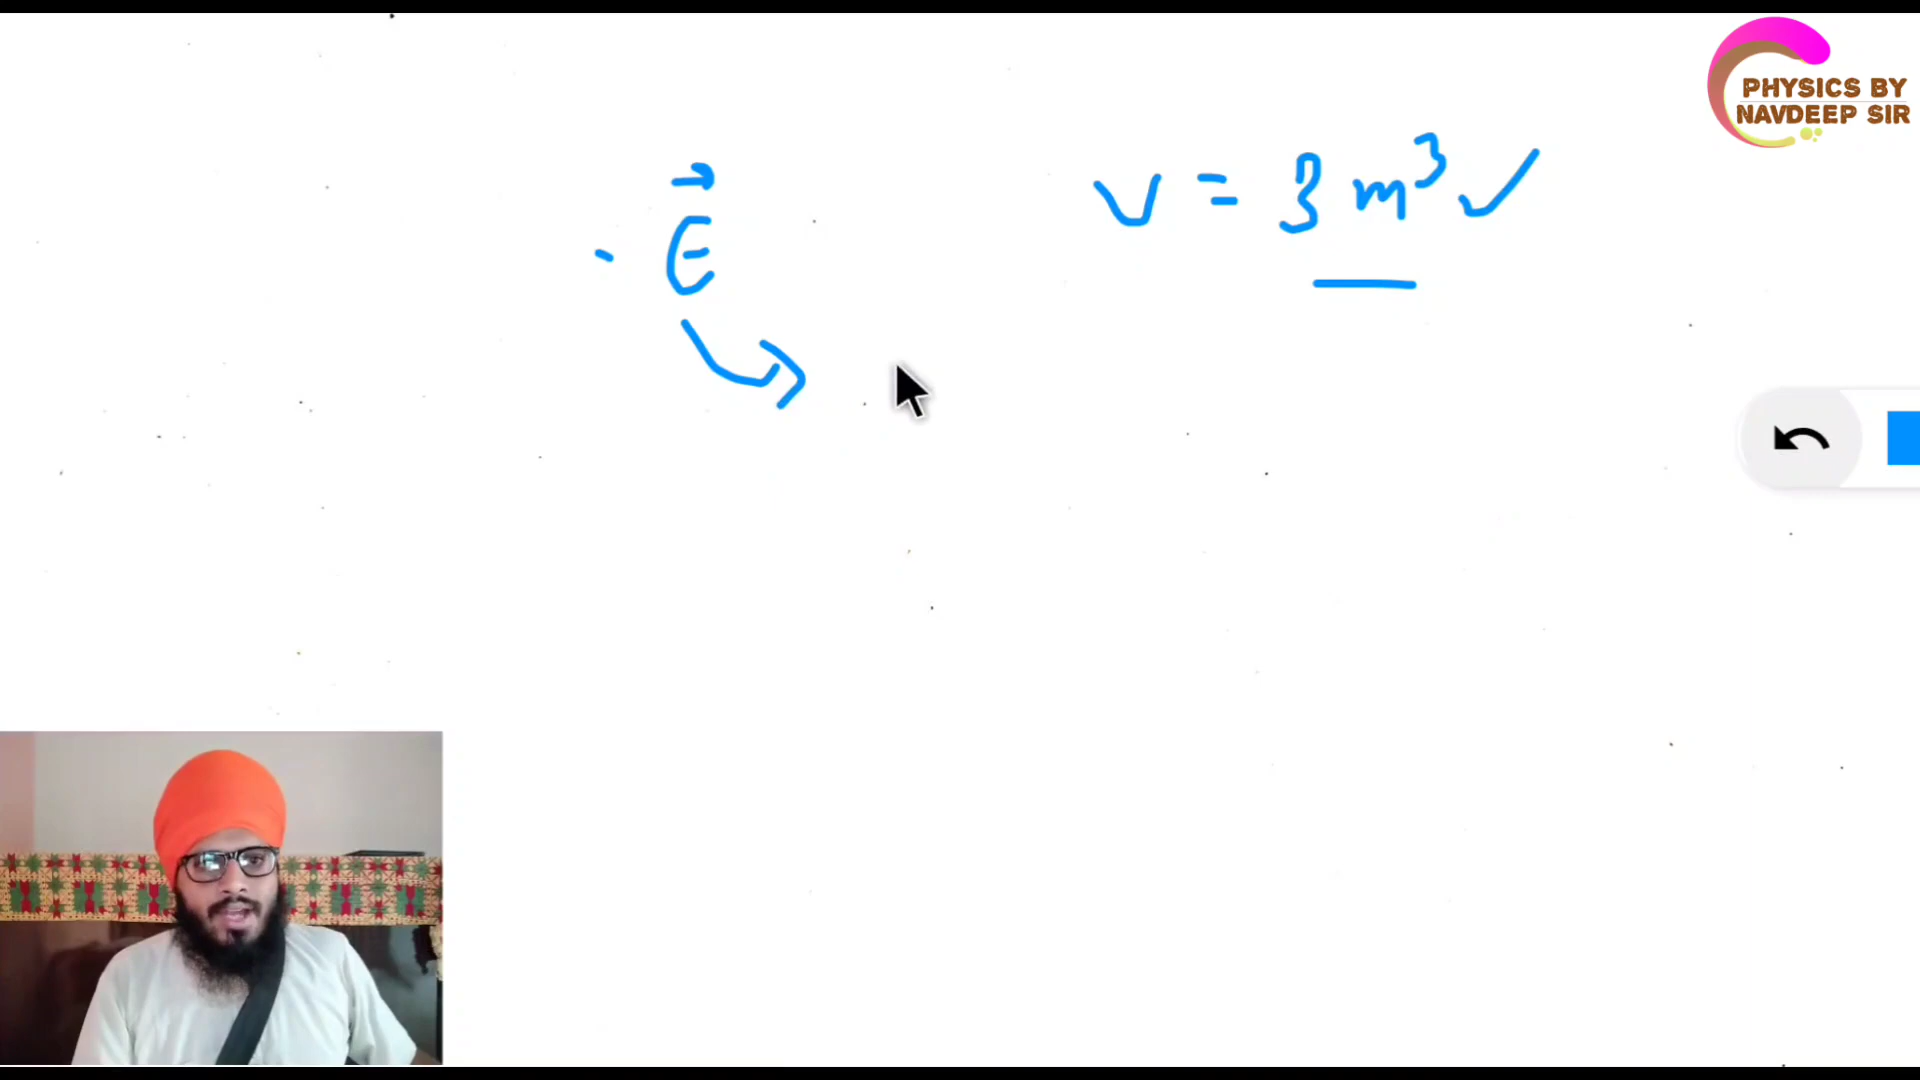 PHYSICS BY
NAVDEEP SIR
V = 3 m³ ✓
· E⃗